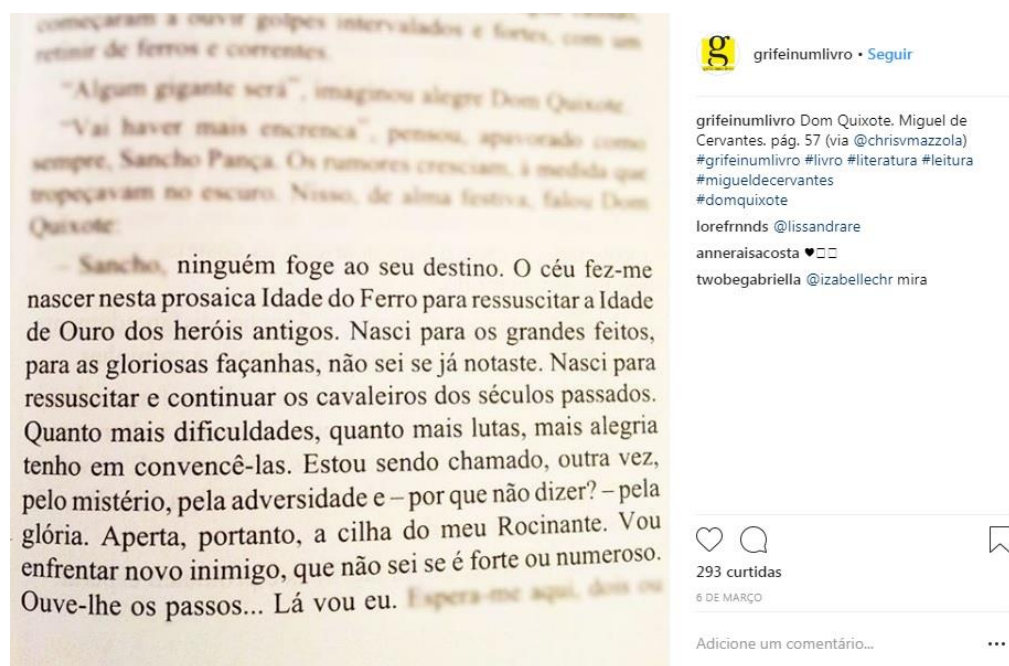 começaram a ouvir golpes intervalados e fortes, com um
retinir de ferros e correntes.
"Algum gigante será", imaginou alegre Dom Quixote.
"Vai haver mais encrenca", pensou, apavorado como
sempre, Sancho Pança. Os rumores cresciam, à medida que
tropeçavam no escuro. Nisso, de alma festiva, falou Dom
Quixote:
– Sancho, ninguém foge ao seu destino. O céu fez-me
nascer nesta prosaica Idade do Ferro para ressuscitar a Idade
de Ouro dos heróis antigos. Nasci para os grandes feitos,
para as gloriosas façanhas, não sei se já notaste. Nasci para
ressuscitar e continuar os cavaleiros dos séculos passados.
Quanto mais dificuldades, quanto mais lutas, mais alegria
tenho em convencê-las. Estou sendo chamado, outra vez,
pelo mistério, pela adversidade e – por que não dizer? – pela
glória. Aperta, portanto, a cilha do meu Rocinante. Vou
enfrentar novo inimigo, que não sei se é forte ou numeroso.
Ouve-lhe os passos... Lá vou eu. Espera-me aqui, dois ou
g
grifeinumlivro • Seguir
grifeinumlivro Dom Quixote. Miguel de
Cervantes. pág. 57 (via @chrisvmazzola)
#grifeinumlivro #livro #literatura #leitura
#migueldecervantes
#domquixote
lorefrnnds @lissandrare
anneraisacosta ♥□□
twobegabriella @izabellechr mira
293 curtidas
6 DE MARÇO
Adicione um comentário...